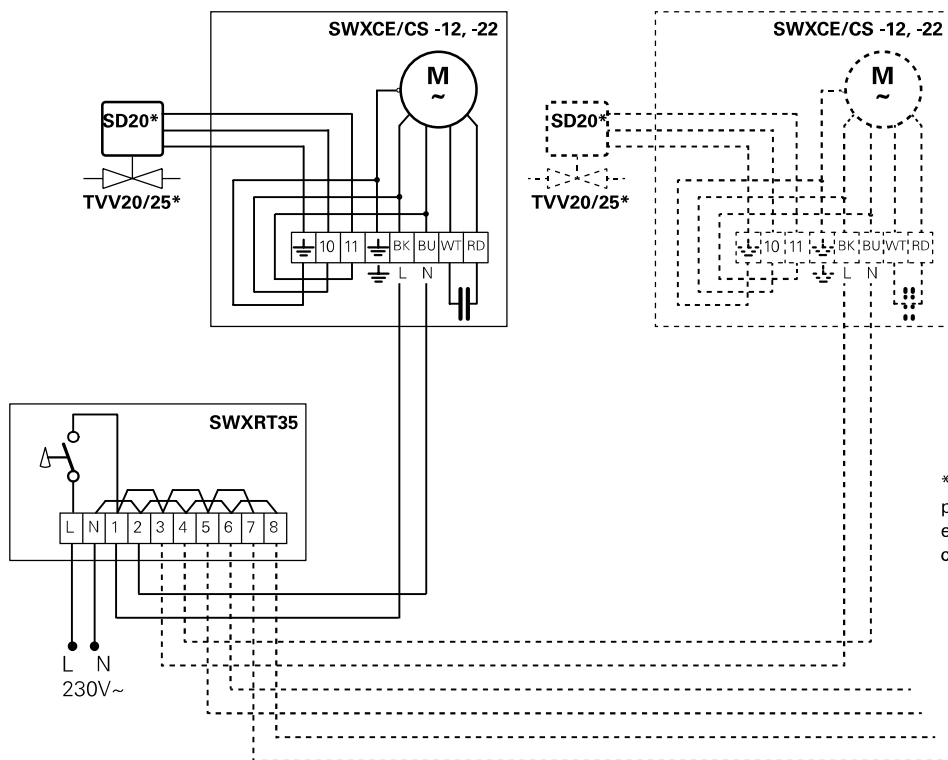 SWXCE/CS -12, -22
M
~
SD20*
TVV20/25*
10 11 BK BU WT RD
L N
SWXCE/CS -12, -22
M
~
SD20*
TVV20/25*
10 11 BK BU WT RD
L N
SWXRT35
L N 1 2 3 4 5 6 7 8
L N
230V~
*
p
e
o